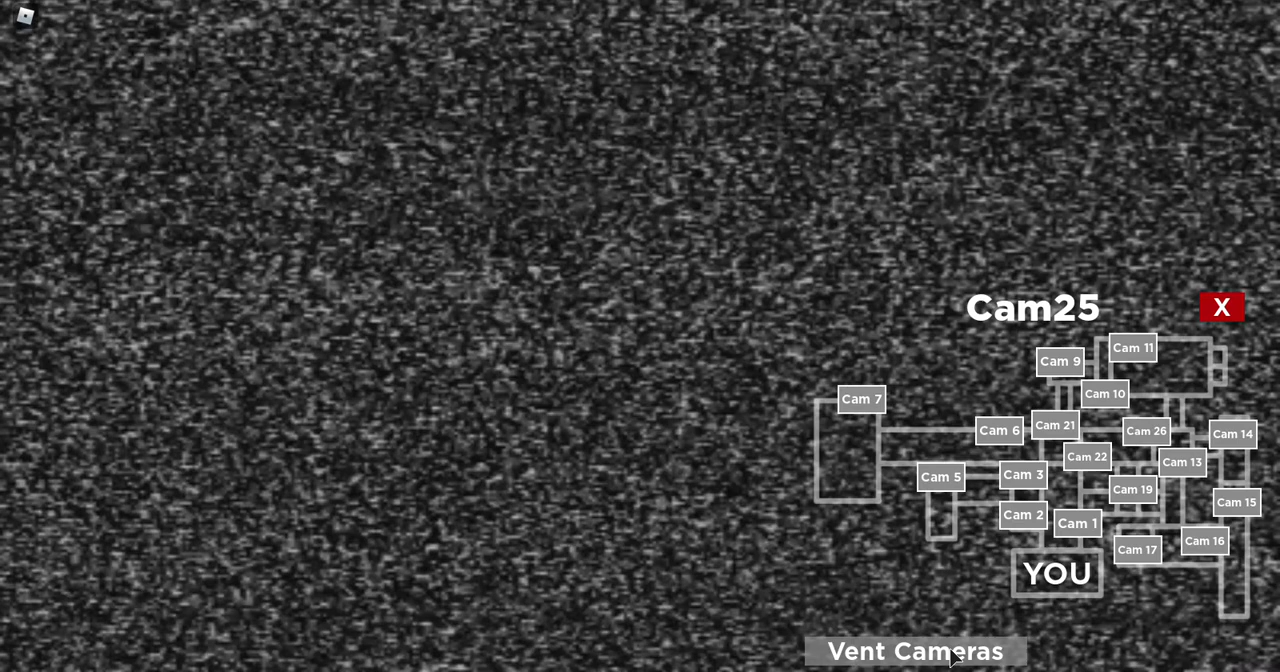 Cam25
X
Cam 11
Cam 9
Cam 10
Cam 7
Cam 21
Cam 6
Cam 26
Cam 14
Cam 22
Cam 13
Cam 5
Cam 3
Cam 19
Cam 15
Cam 2
Cam 1
Cam 16
Cam 17
YOU
Vent Cameras